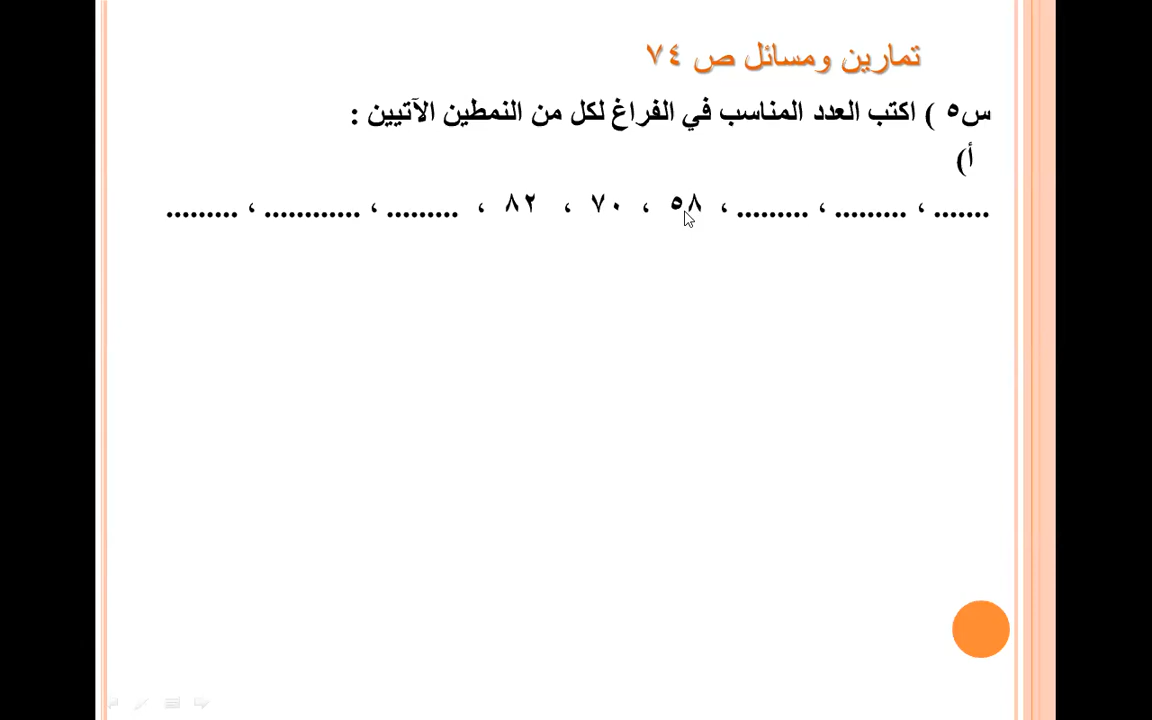 تمارين ومسائل ص ٧٤
س٥ ) اكتب العدد المناسب في الفراغ لكل من النمطين الآتيين :
أ)
....... ، ......... ، ......... ، ٥٨ ، ٧٠ ، ٨٢ ، ......... ، ............ ، .........